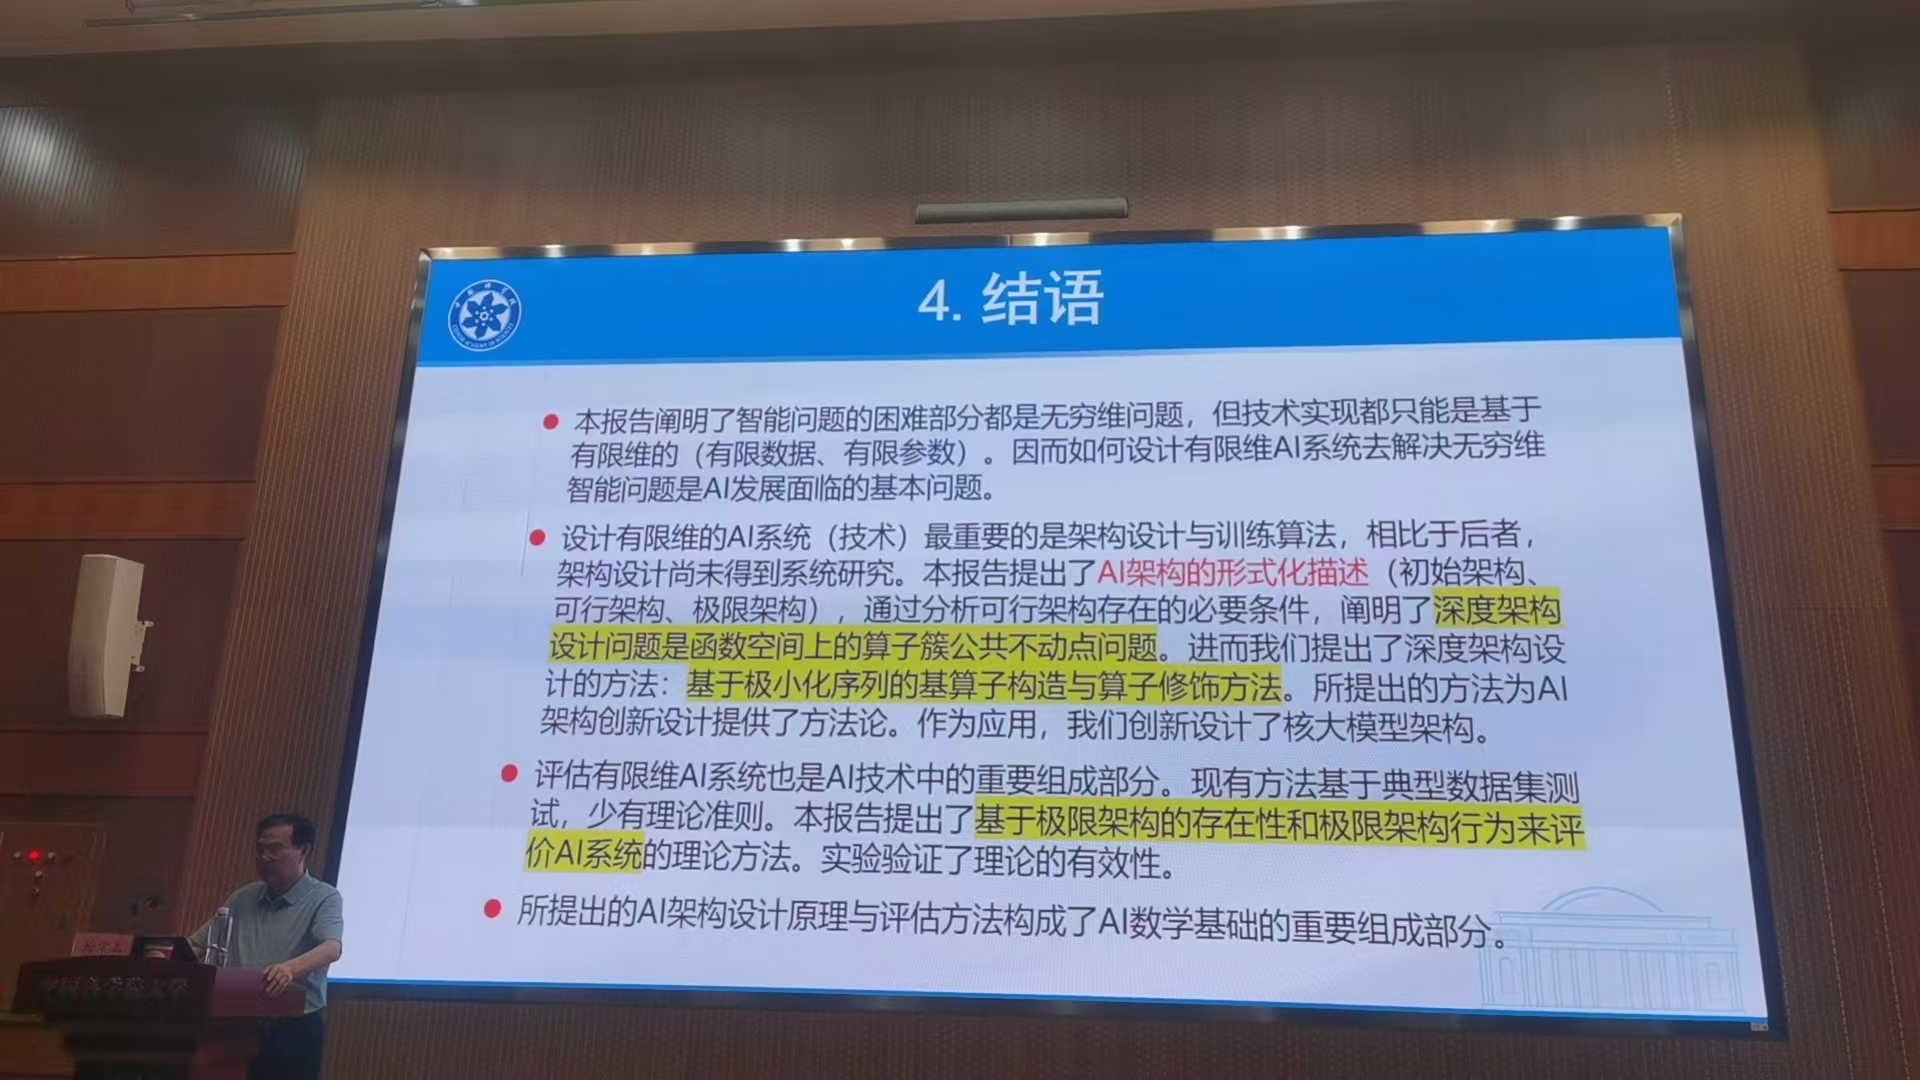 4. 结语
本报告阐明了智能问题的困难部分都是无穷维问题，但技术实现都只能是基于
有限维的（有限数据、有限参数）。因而如何设计有限维AI系统去解决无穷维
智能问题是AI发展面临的基本问题。
设计有限维的AI系统（技术）最重要的是架构设计与训练算法，相比于后者，
架构设计尚未得到系统研究。本报告提出了AI架构的形式化描述（初始架构、
可行架构、极限架构），通过分析可行架构存在的必要条件，阐明了深度架构
设计问题是函数空间上的算子簇公共不动点问题。进而我们提出了深度架构设
计的方法：基于极小化序列的基算子构造与算子修饰方法。所提出的方法为AI
架构创新设计提供了方法论。作为应用，我们创新设计了核大模型架构。
评估有限维AI系统也是AI技术中的重要组成部分。现有方法基于典型数据集测
试，少有理论准则。本报告提出了基于极限架构的存在性和极限架构行为来评
价AI系统的理论方法。实验验证了理论的有效性。
所提出的AI架构设计原理与评估方法构成了AI数学基础的重要组成部分。